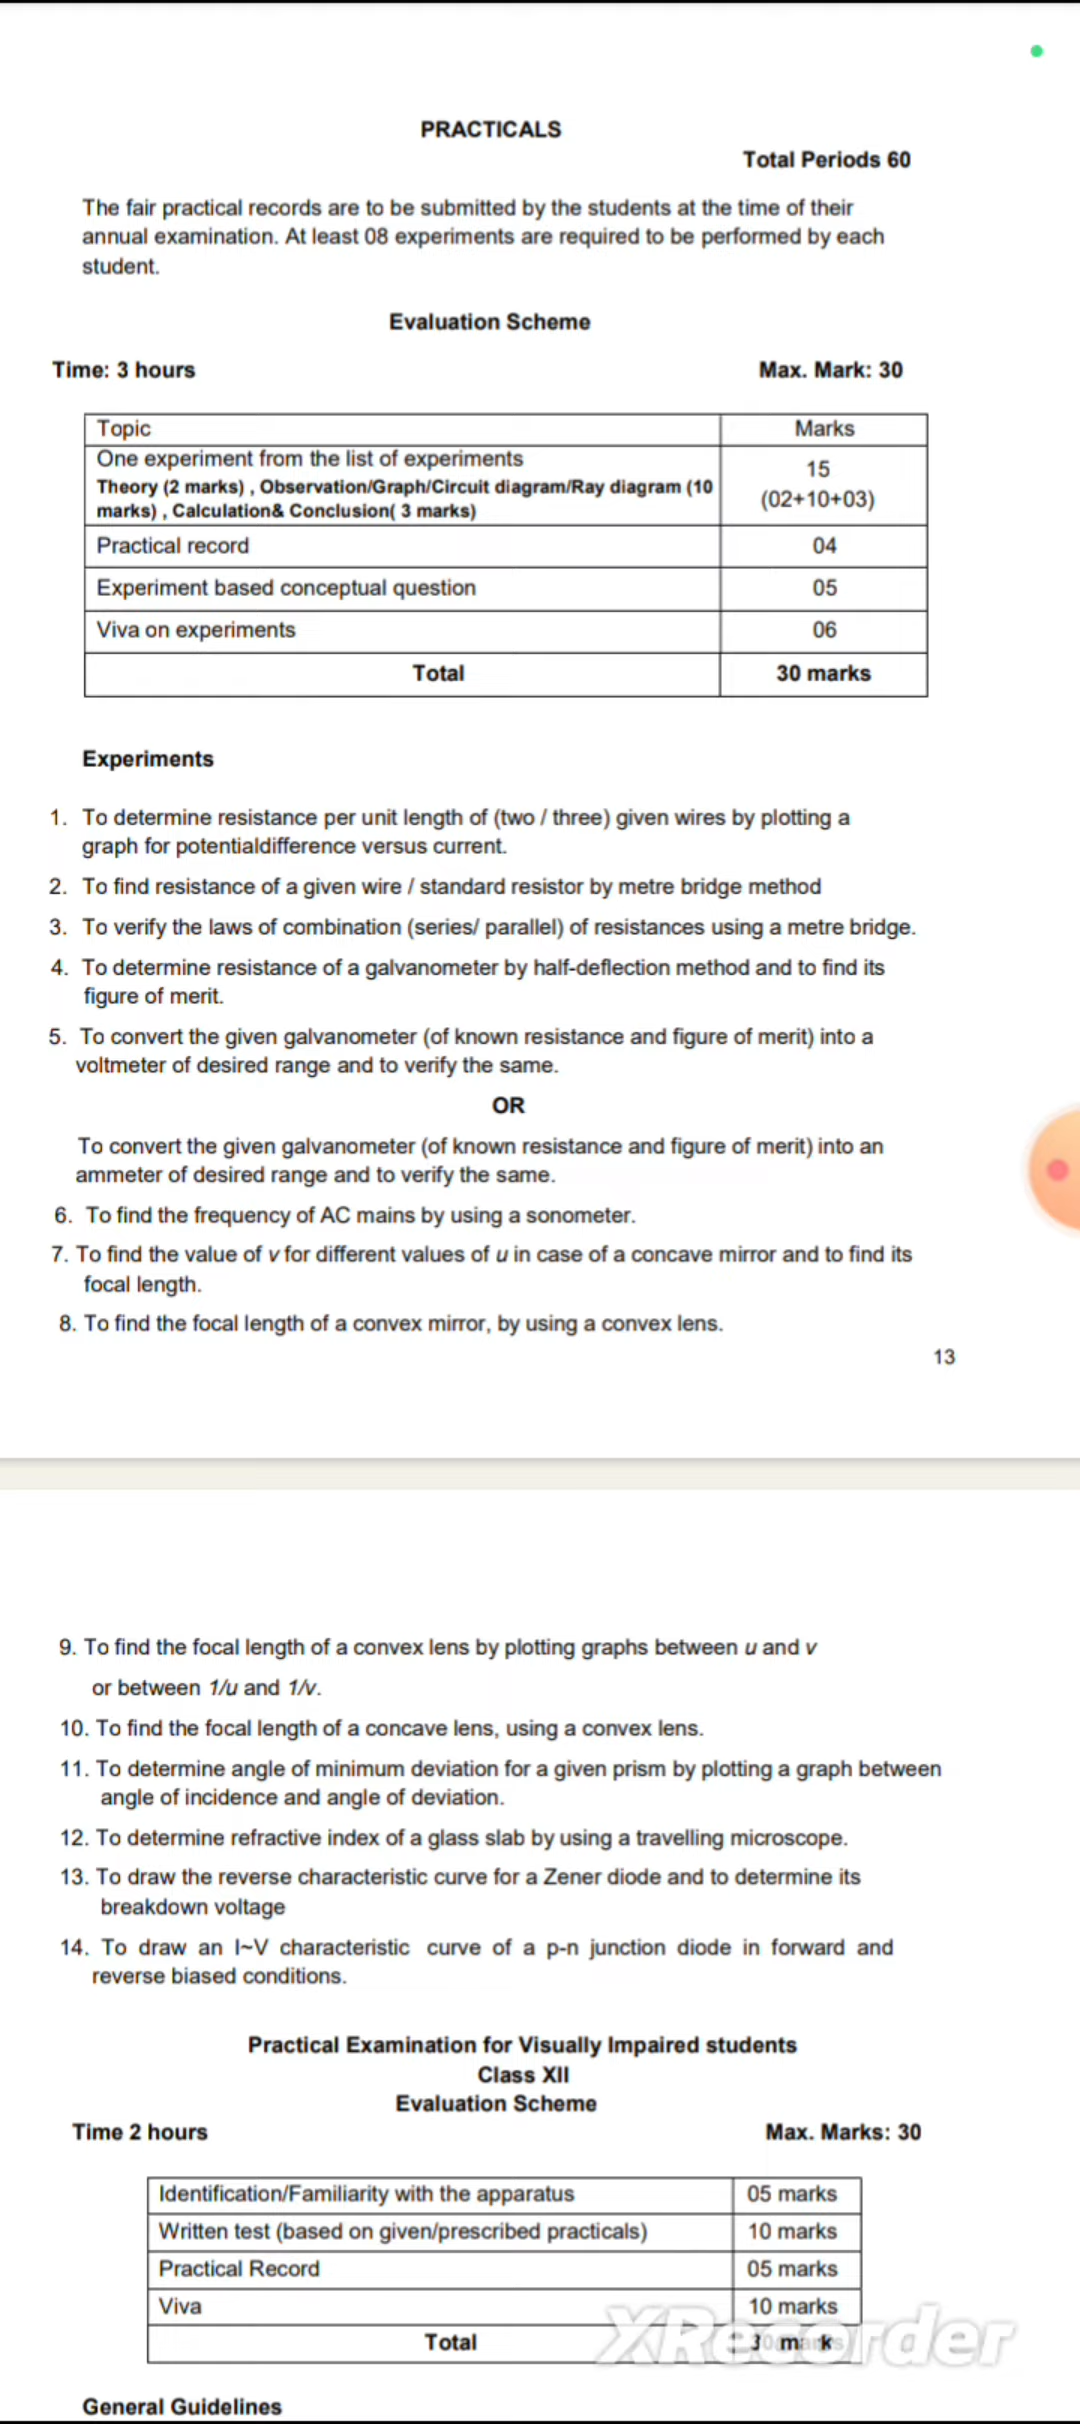 PRACTICALS
Total Periods 60
The fair practical records are to be submitted by the students at the time of their
annual examination. At least 08 experiments are required to be performed by each
student.
Evaluation Scheme
Time: 3 hours Max. Mark: 30
Topic Marks
One experiment from the list of experiments 15
Theory (2 marks) , Observation/Graph/Circuit diagram/Ray diagram (10
marks) , Calculation& Conclusion( 3 marks) (02+10+03)
Practical record 04
Experiment based conceptual question 05
Viva on experiments 06
Total 30 marks
Experiments
1. To determine resistance per unit length of (two / three) given wires by plotting a
graph for potentialdifference versus current.
2. To find resistance of a given wire / standard resistor by metre bridge method
3. To verify the laws of combination (series/ parallel) of resistances using a metre bridge.
4. To determine resistance of a galvanometer by half-deflection method and to find its
figure of merit.
5. To convert the given galvanometer (of known resistance and figure of merit) into a
voltmeter of desired range and to verify the same.
OR
To convert the given galvanometer (of known resistance and figure of merit) into an
ammeter of desired range and to verify the same.
6. To find the frequency of AC mains by using a sonometer.
7. To find the value of v for different values of u in case of a concave mirror and to find its
focal length.
8. To find the focal length of a convex mirror, by using a convex lens.
13
9. To find the focal length of a convex lens by plotting graphs between u and v
or between 1/u and 1/v.
10. To find the focal length of a concave lens, using a convex lens.
11. To determine angle of minimum deviation for a given prism by plotting a graph between
angle of incidence and angle of deviation.
12. To determine refractive index of a glass slab by using a travelling microscope.
13. To draw the reverse characteristic curve for a Zener diode and to determine its
breakdown voltage
14. To draw an I~V characteristic curve of a p-n junction diode in forward and
reverse biased conditions.
Practical Examination for Visually Impaired students
Class XII
Evaluation Scheme
Time 2 hours Max. Marks: 30
Identification/Familiarity with the apparatus 05 marks
Written test (based on given/prescribed practicals) 10 marks
Practical Record 05 marks
Viva 10 marks
Total 30 marks
XRecorder
General Guidelines